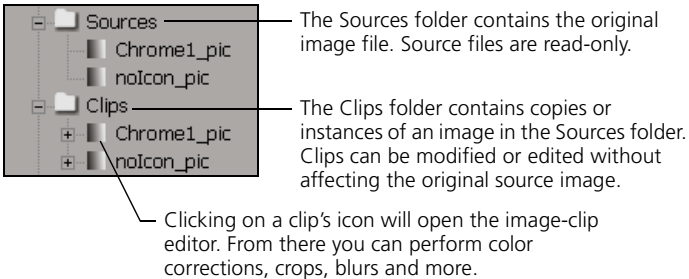 Sources
Chrome1_pic
noIcon_pic
Clips
Chrome1_pic
noIcon_pic
The Sources folder contains the original
image file. Source files are read-only.
The Clips folder contains copies or
instances of an image in the Sources folder.
Clips can be modified or edited without
affecting the original source image.
Clicking on a clip’s icon will open the image-clip
editor. From there you can perform color
corrections, crops, blurs and more.